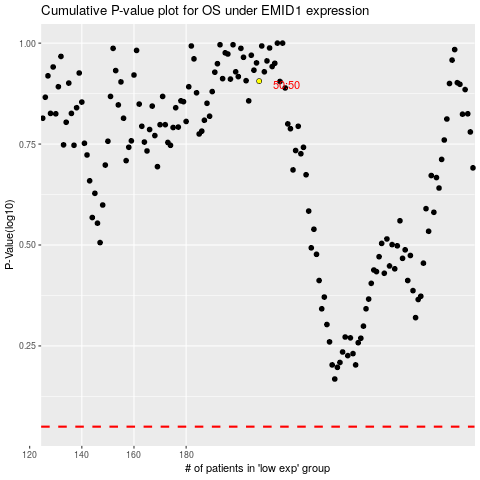 Cumulative P-value plot for OS under EMID1 expression
P-Value(log10)
1.00
0.75
0.50
0.25
50:50
120 140 160 180
# of patients in 'low exp' group